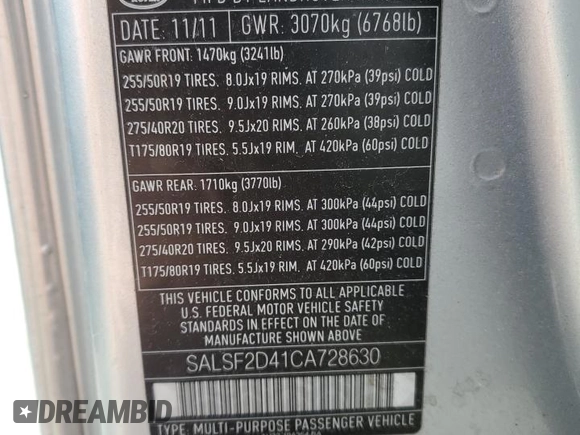 DATE: 11/11 GWR: 3070kg (6768lb)
GAWR FRONT: 1470kg (3241lb)
255/50R19 TIRES. 8.0Jx19 RIMS. AT 270kPa (39psi) COLD
255/50R19 TIRES. 9.0Jx19 RIMS. AT 270kPa (39psi) COLD
275/40R20 TIRES. 9.5Jx20 RIMS. AT 260kPa (38psi) COLD
T175/80R19 TIRES. 5.5Jx19 RIM. AT 420kPa (60psi) COLD
GAWR REAR: 1710kg (3770lb)
255/50R19 TIRES. 8.0Jx19 RIMS. AT 300kPa (44psi) COLD
255/50R19 TIRES. 9.0Jx19 RIMS. AT 300kPa (44psi) COLD
275/40R20 TIRES. 9.5Jx20 RIMS. AT 290kPa (42psi) COLD
T175/80R19 TIRES. 5.5Jx19 RIM. AT 420kPa (60psi) COLD
THIS VEHICLE CONFORMS TO ALL APPLICABLE
U.S. FEDERAL MOTOR VEHICLE SAFETY
STANDARDS IN EFFECT ON THE DATE OF
MANUFACTURE SHOWN ABOVE
SALSF2D41CA728630
TYPE: MULTI-PURPOSE PASSENGER VEHICLE
DREAMBID